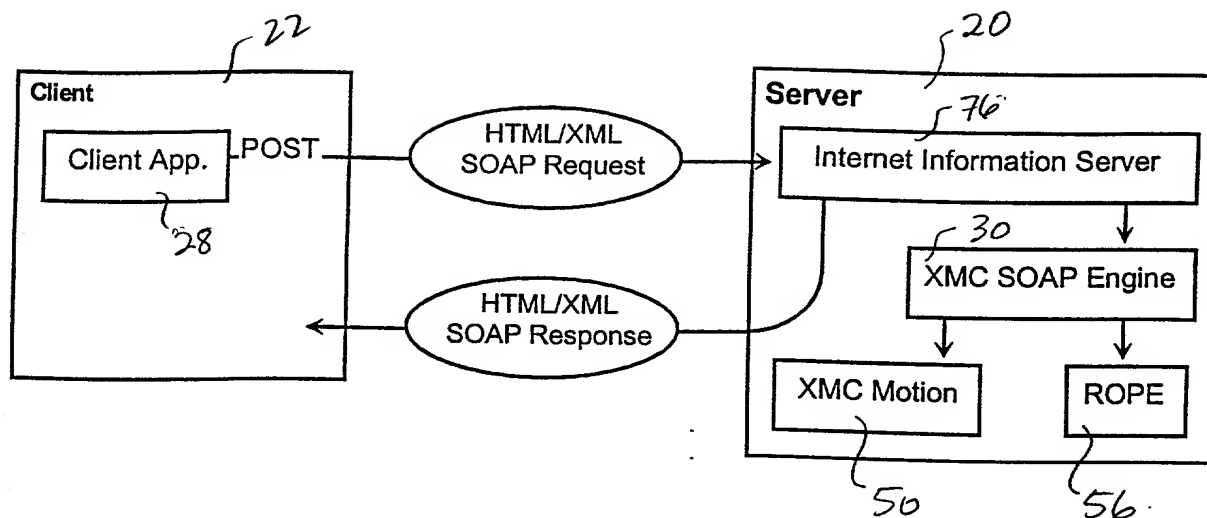 22
20
Client
Server
76
Client App.
POST
HTML/XML
SOAP Request
Internet Information Server
28
30
XMC SOAP Engine
HTML/XML
SOAP Response
XMC Motion
ROPE
50
56